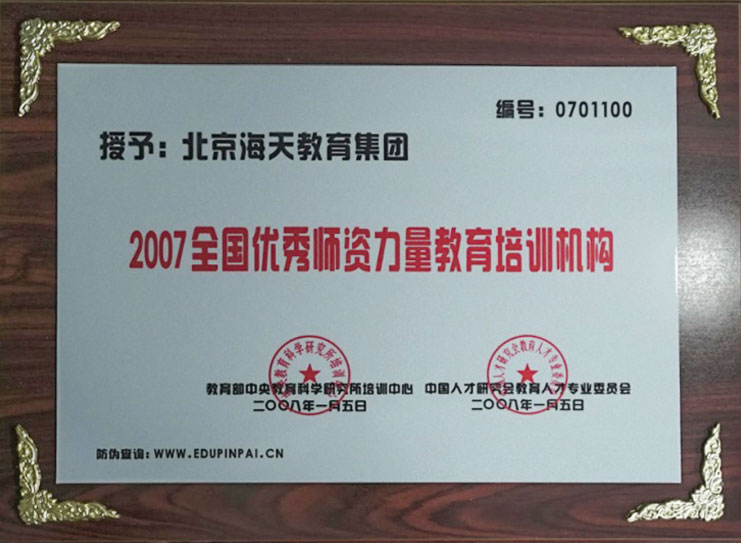 编号：0701100
授予：北京海天教育集团
2007全国优秀师资力量教育培训机构
教育部中央教育科学研究所培训中心 中国人才研究会教育人才专业委员会
二〇〇八年一月五日 二〇〇八年一月五日
防伪查询：WWW.EDUPINPAI.CN